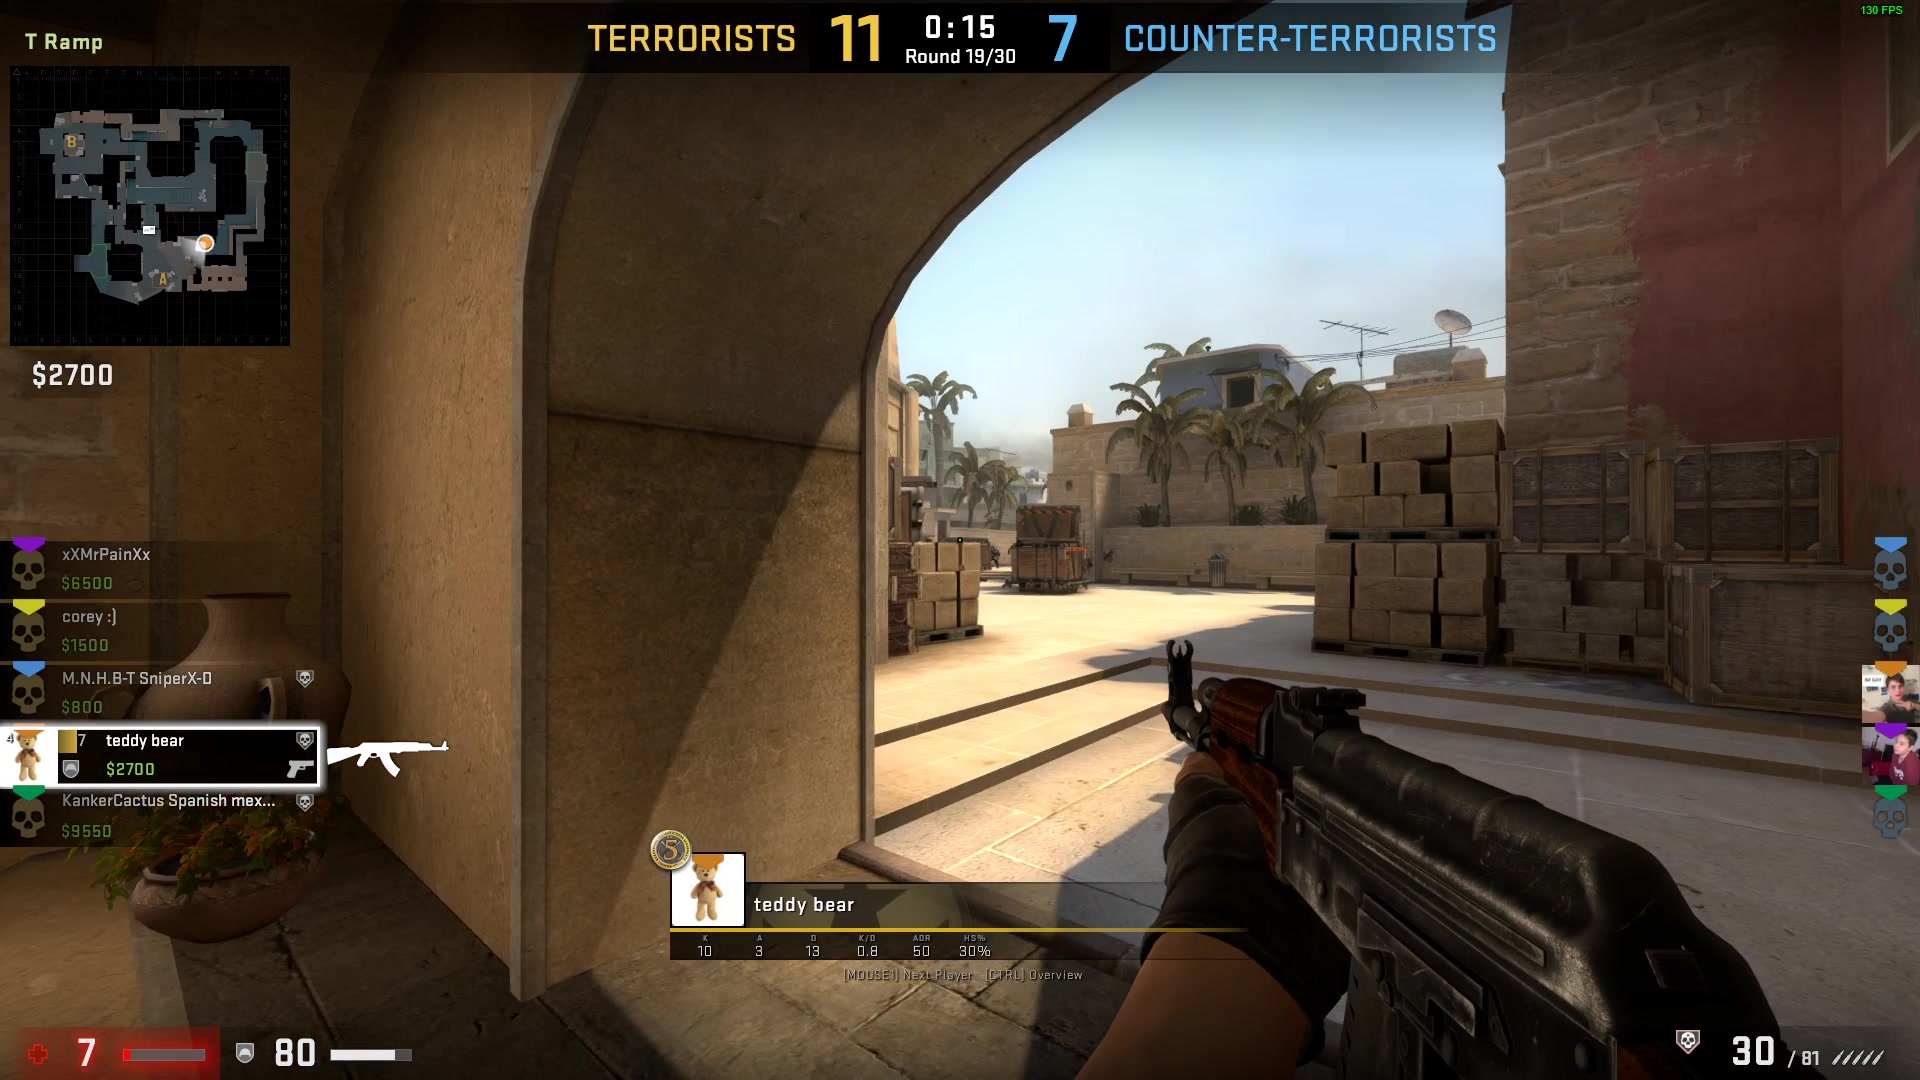 130 FPS
T Ramp
TERRORISTS 11 0:15 7 COUNTER-TERRORISTS
Round 19/30
B
A
$2700
xXMrPainXx
$6500
corey :)
$1500
M.N.H.B-T SniperX-D
$800
4 7 teddy bear
$2700
KankerCactus Spanish mex...
$9550
5
teddy bear
K A D K/D ADR HS%
10 3 13 0.8 50 30%
[MOUSE1] Next Player [CTRL] Overview
7 80
30 / 81